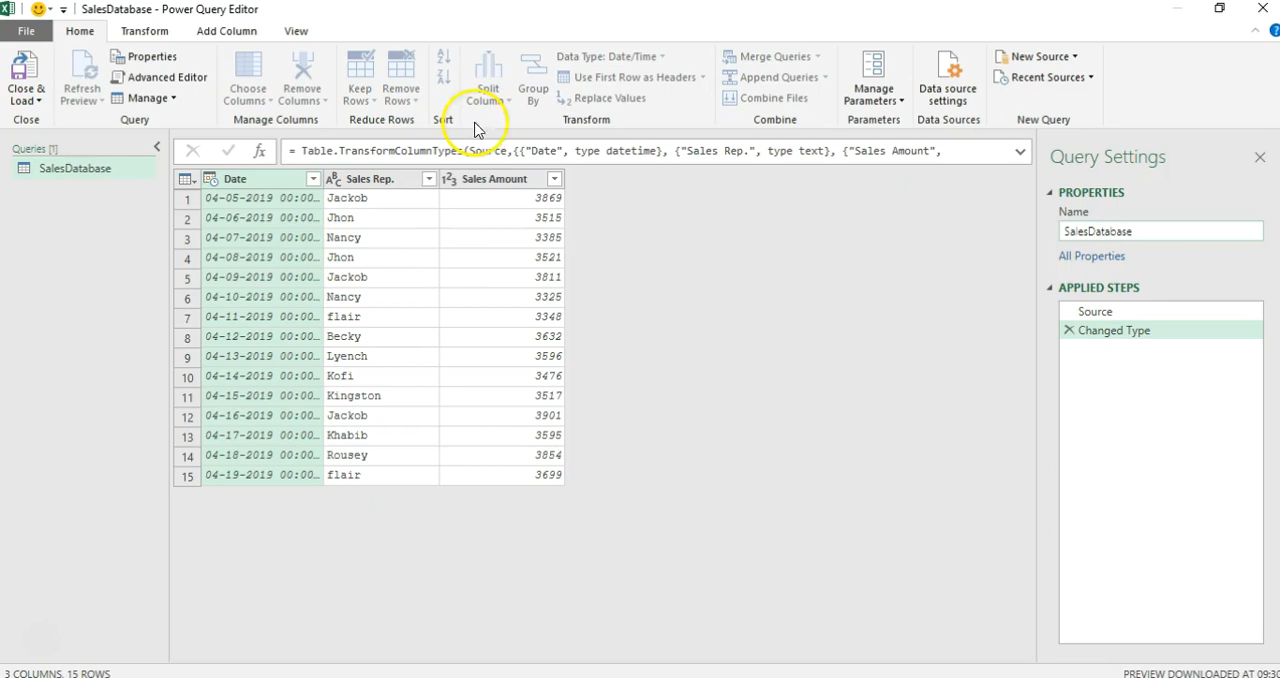 SalesDatabase - Power Query Editor
File Home Transform Add Column View
Close & Load
Refresh Preview
Properties
Advanced Editor
Manage
Choose Columns
Remove Columns
Keep Rows
Remove Rows
Split Column
Group By
Data Type: Date/Time
Use First Row as Headers
Replace Values
Merge Queries
Append Queries
Combine Files
Manage Parameters
Data source settings
New Source
Recent Sources
Close Query Manage Columns Reduce Rows Sort Transform Combine Parameters Data Sources New Query
Queries [1]
SalesDatabase
fx = Table.TransformColumnTypes(Source,{{"Date", type datetime}, {"Sales Rep.", type text}, {"Sales Amount",
Date ABC Sales Rep. 123 Sales Amount
1 04-05-2019 00:00... Jackob 3869
2 04-06-2019 00:00... Jhon 3515
3 04-07-2019 00:00... Nancy 3385
4 04-08-2019 00:00... Jhon 3521
5 04-09-2019 00:00... Jackob 3811
6 04-10-2019 00:00... Nancy 3325
7 04-11-2019 00:00... flair 3348
8 04-12-2019 00:00... Becky 3632
9 04-13-2019 00:00... Lyench 3596
10 04-14-2019 00:00... Kofi 3476
11 04-15-2019 00:00... Kingston 3517
12 04-16-2019 00:00... Jackob 3901
13 04-17-2019 00:00... Khabib 3595
14 04-18-2019 00:00... Rousey 3854
15 04-19-2019 00:00... flair 3699
Query Settings
PROPERTIES
Name
SalesDatabase
All Properties
APPLIED STEPS
Source
Changed Type
3 COLUMNS, 15 ROWS
PREVIEW DOWNLOADED AT 09:30